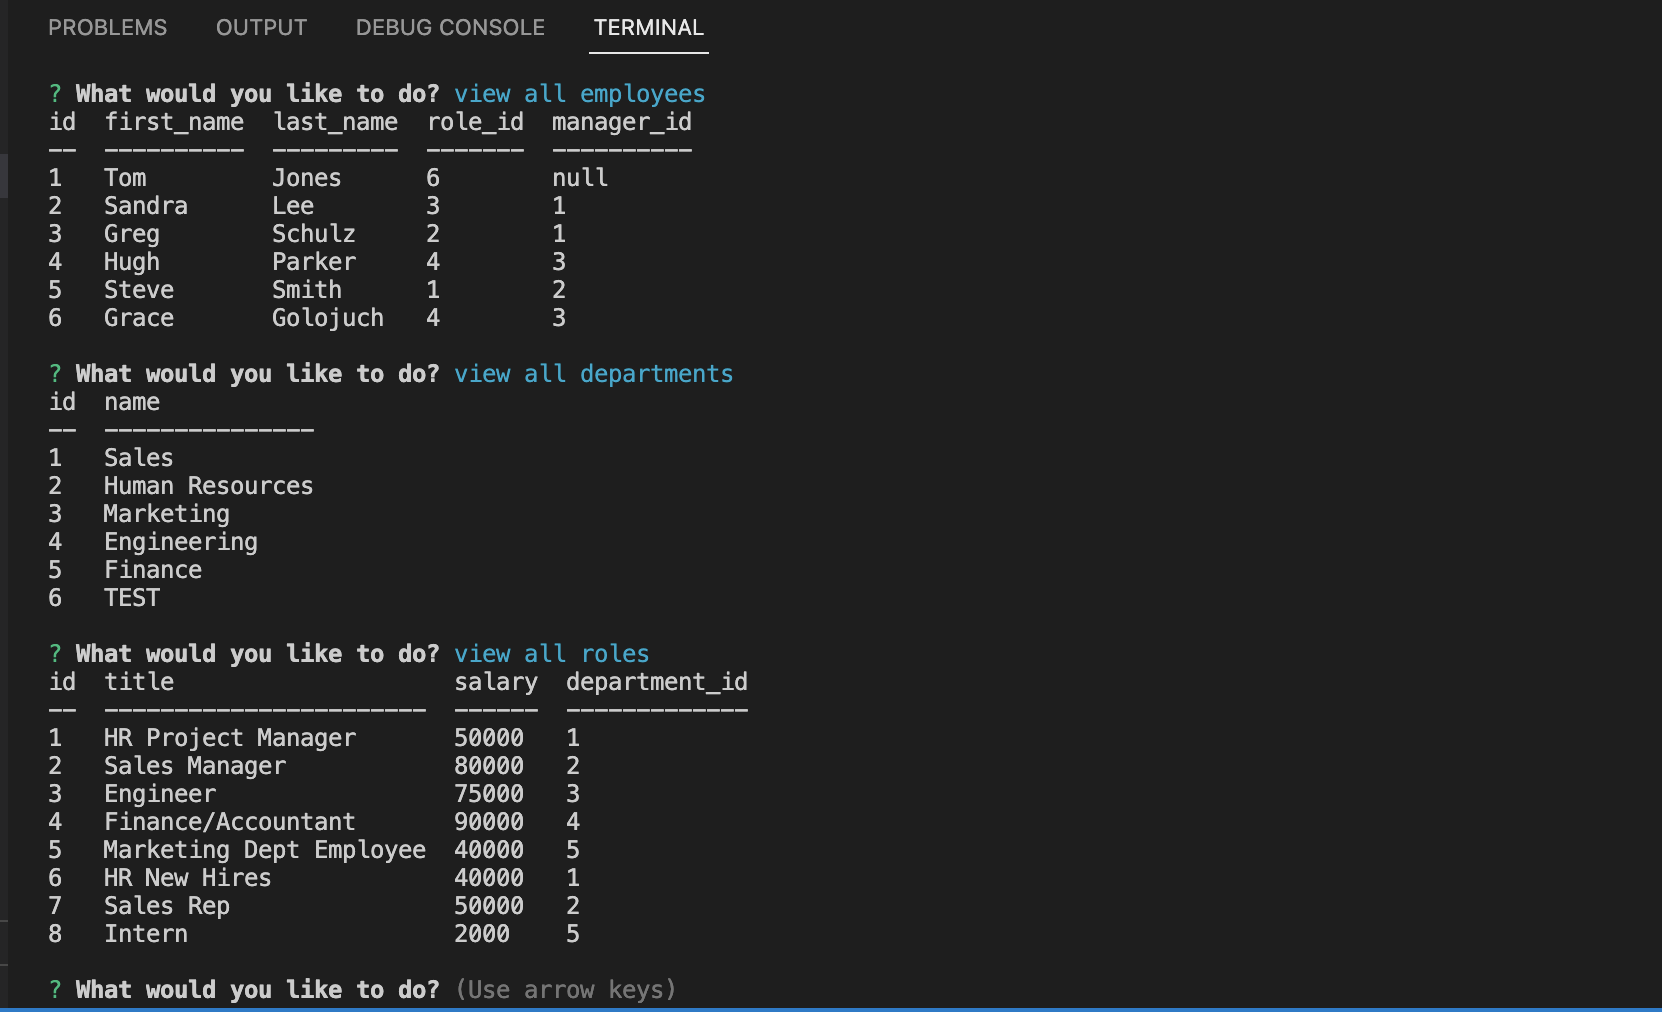 PROBLEMS OUTPUT DEBUG CONSOLE TERMINAL
? What would you like to do? view all employees
id  first_name  last_name  role_id  manager_id
--  ----------  ---------  -------  ----------
1   Tom         Jones      6        null
2   Sandra      Lee        3        1
3   Greg        Schulz     2        1
4   Hugh        Parker     4        3
5   Steve       Smith      1        2
6   Grace       Golojuch   4        3
? What would you like to do? view all departments
id  name
--  ---------------
1   Sales
2   Human Resources
3   Marketing
4   Engineering
5   Finance
6   TEST
? What would you like to do? view all roles
id  title                    salary  department_id
--  -----------------------  ------  -------------
1   HR Project Manager       50000   1
2   Sales Manager            80000   2
3   Engineer                 75000   3
4   Finance/Accountant       90000   4
5   Marketing Dept Employee  40000   5
6   HR New Hires             40000   1
7   Sales Rep                50000   2
8   Intern                   2000    5
? What would you like to do? (Use arrow keys)